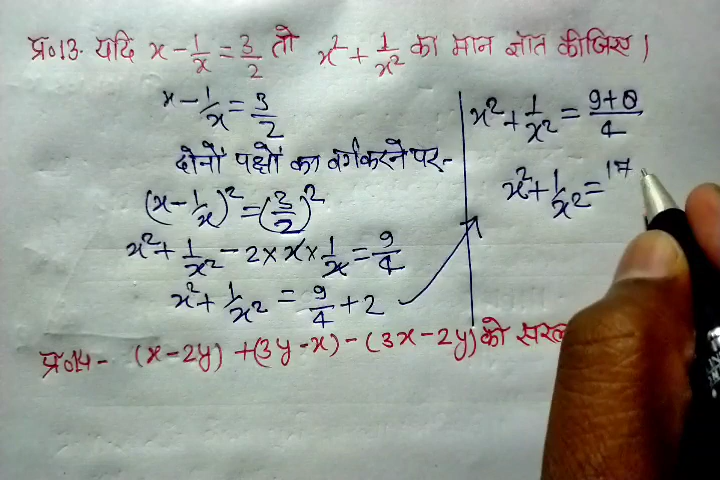 प्र०13. यदि x - 1/x = 3/2 तो x² + 1/x² का मान ज्ञात कीजिए।
x - 1/x = 3/2
दोनों पक्षों का वर्ग करने पर-
(x - 1/x)² = (3/2)²
x² + 1/x² - 2 × x × 1/x = 9/4
x² + 1/x² = 9/4 + 2
x² + 1/x² = 9+8/4
x² + 1/x² = 17
प्र०14- (x - 2y) + (3y - x) - (3x - 2y) को सरल